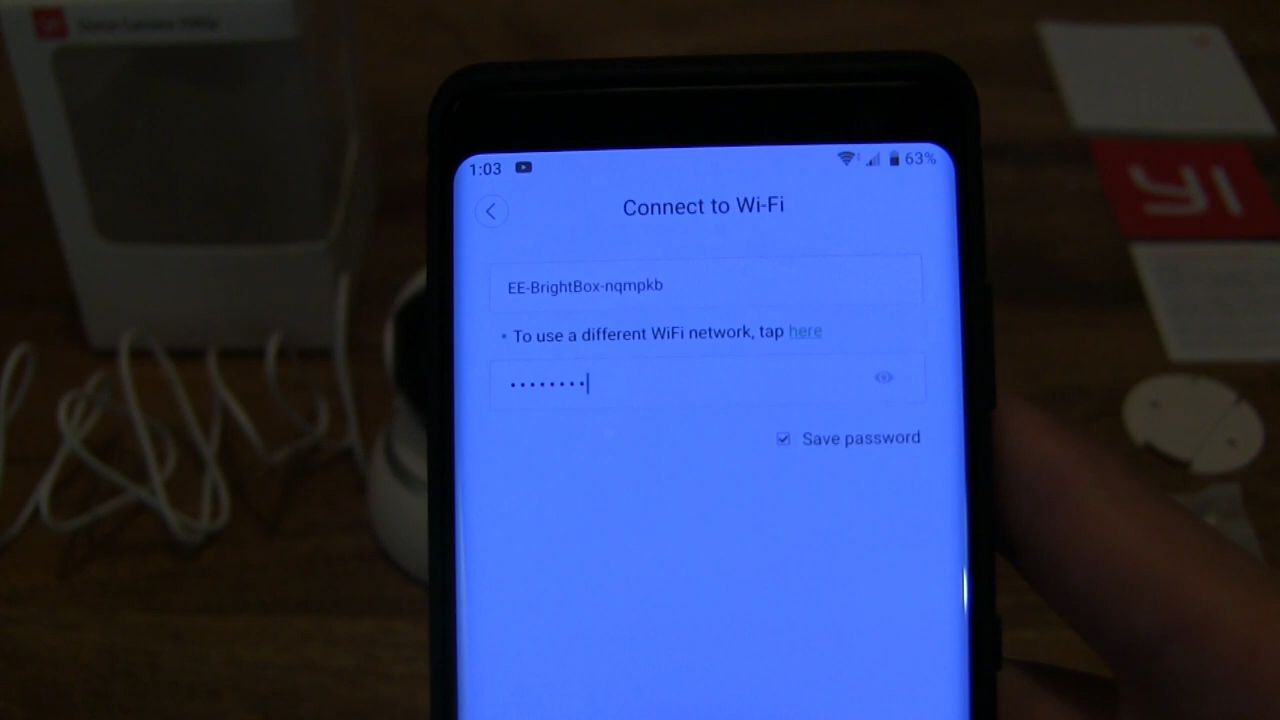 1:03
63%
Connect to Wi-Fi
EE-BrightBox-nqmpkb
• To use a different WiFi network, tap here
••••••••
Save password
YI